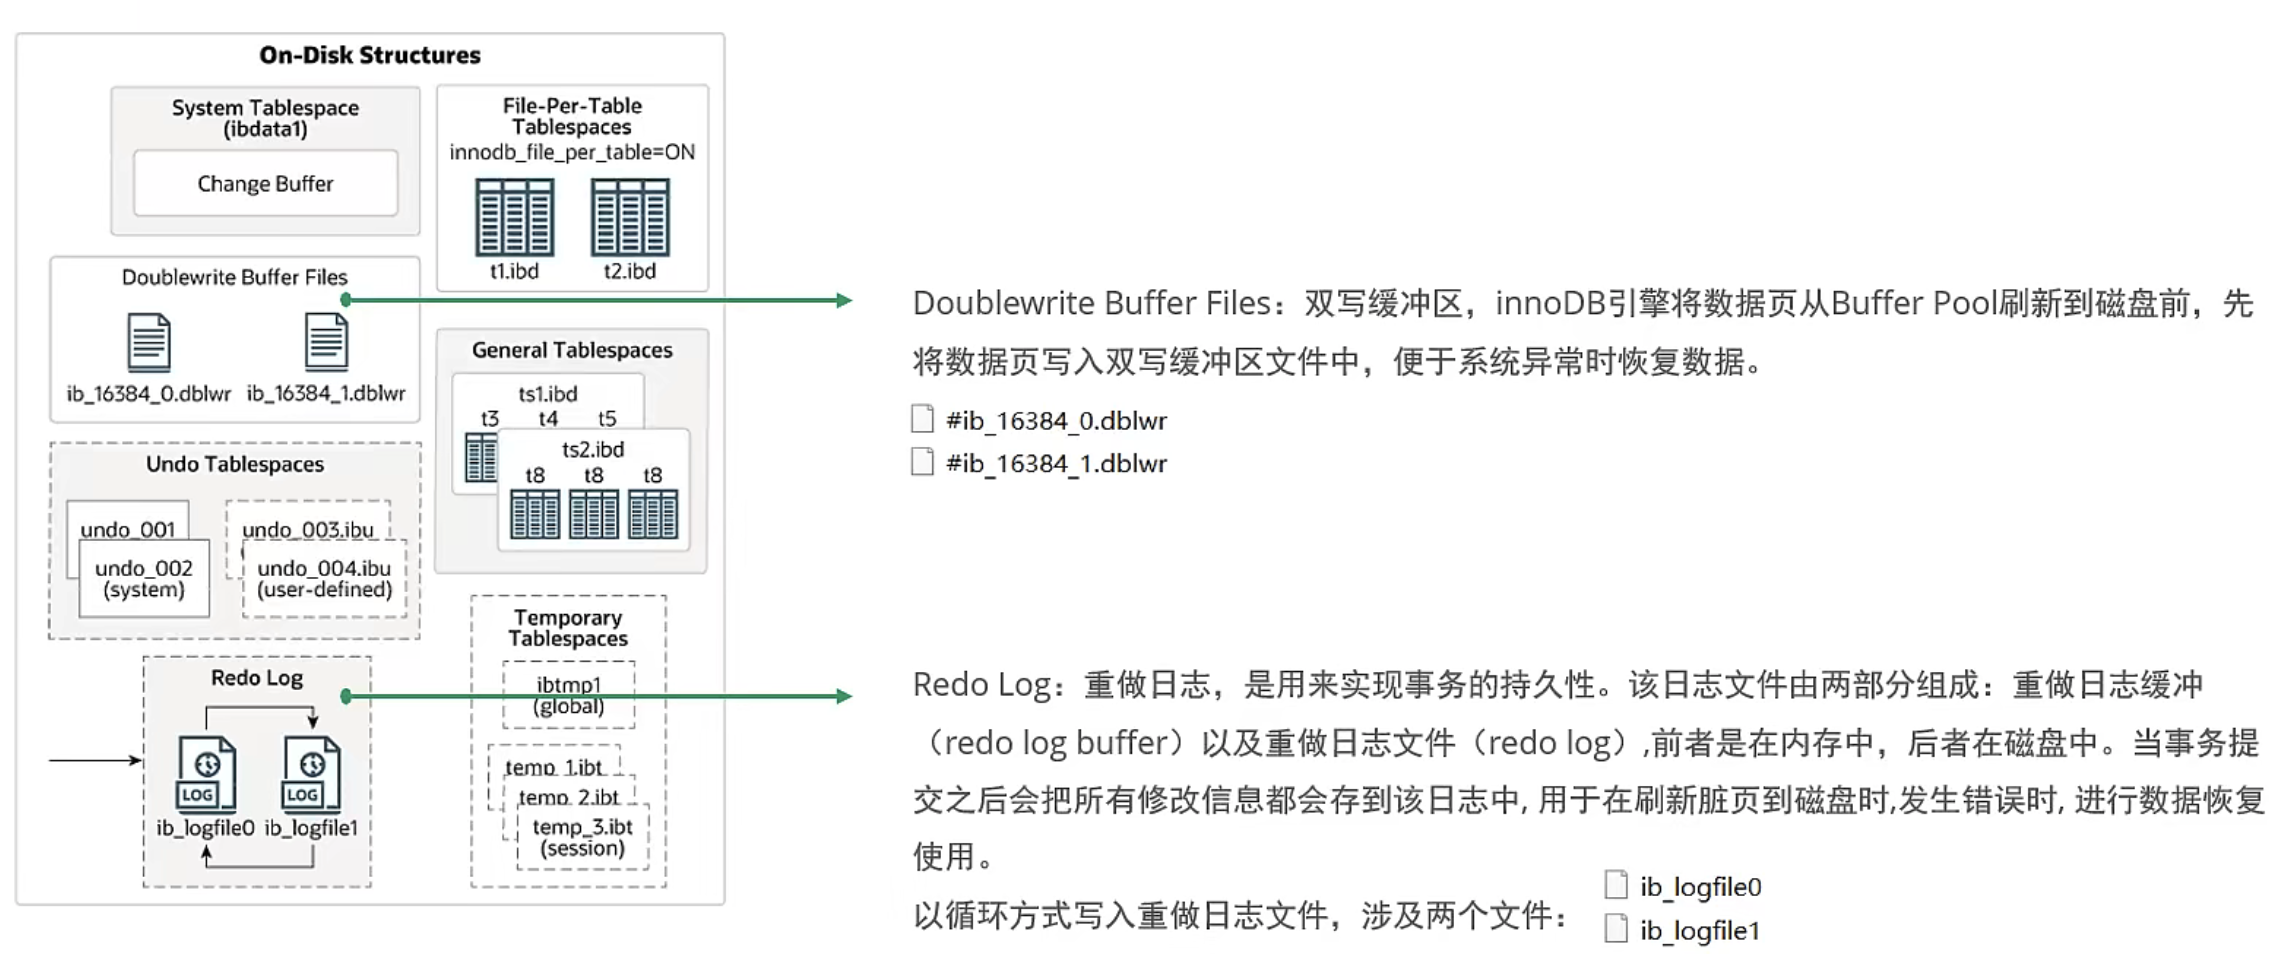 On-Disk Structures
System Tablespace
(ibdata1)
Change Buffer
File-Per-Table
Tablespaces
innodb_file_per_table=ON
t1.ibd
t2.ibd
Doublewrite Buffer Files
ib_16384_0.dblwr
ib_16384_1.dblwr
General Tablespaces
ts1.ibd
t3 t4 t5
ts2.ibd
t8 t8 t8
Undo Tablespaces
undo_001
undo_002
(system)
undo_003.ibu
undo_004.ibu
(user-defined)
Temporary
Tablespaces
ibtmp1
(global)
temp_1.ibt
temp_2.ibt
temp_3.ibt
(session)
Redo Log
LOG
LOG
ib_logfile0
ib_logfile1
Doublewrite Buffer Files：双写缓冲区，innoDB引擎将数据页从Buffer Pool刷新到磁盘前，先
将数据页写入双写缓冲区文件中，便于系统异常时恢复数据。
#ib_16384_0.dblwr
#ib_16384_1.dblwr
Redo Log：重做日志，是用来实现事务的持久性。该日志文件由两部分组成：重做日志缓冲
（redo log buffer）以及重做日志文件（redo log）,前者是在内存中，后者在磁盘中。当事务提
交之后会把所有修改信息都会存到该日志中, 用于在刷新脏页到磁盘时,发生错误时, 进行数据恢复
使用。
以循环方式写入重做日志文件，涉及两个文件：
ib_logfile0
ib_logfile1